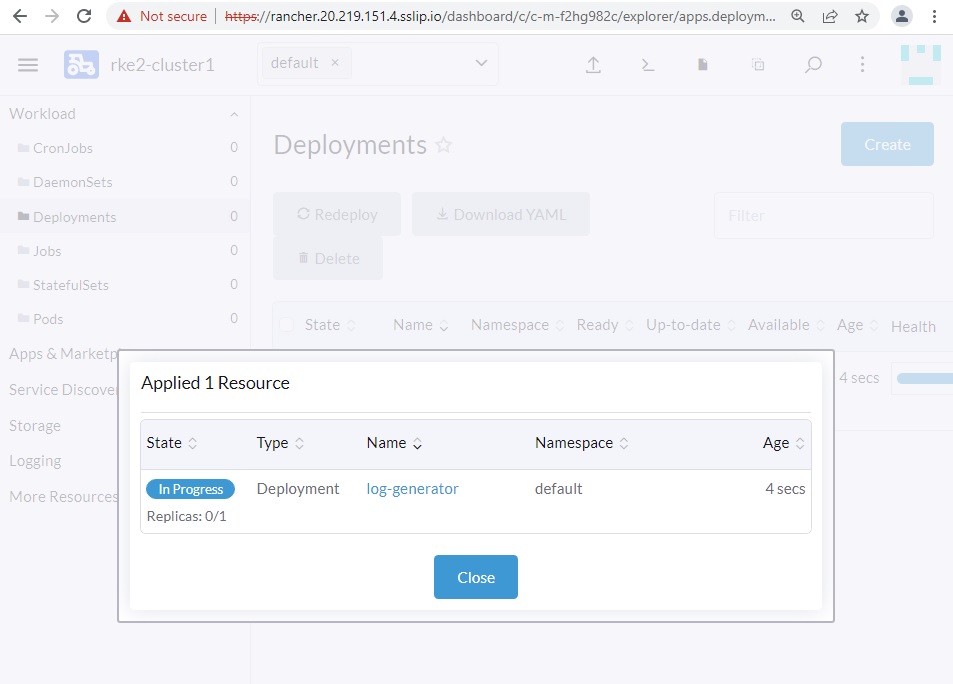 Not secure https://rancher.20.219.151.4.sslip.io/dashboard/c/c-m-f2hg982c/explorer/apps.deploym...
rke2-cluster1 default ×
Workload
CronJobs 0
DaemonSets 0
Deployments 0
Jobs 0
StatefulSets 0
Pods 0
Apps & Marketp
Service Discover
Storage
Logging
More Resources
Deployments
Create
Redeploy Download YAML Filter
Delete
State Name Namespace Ready Up-to-date Available Age Health
4 secs
Applied 1 Resource
State Type Name Namespace Age
In Progress Deployment log-generator default 4 secs
Replicas: 0/1
Close